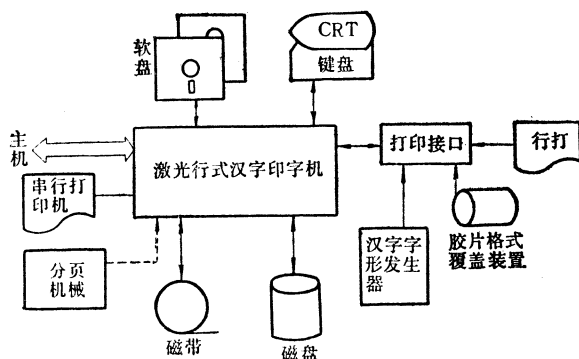 软
盘
CRT
键盘
主
机
激光行式汉字印字机
打印接口
行打
串行打
印机
分页
机械
汉字字
形发生
器
胶片格式
覆盖装置
磁带
磁盘